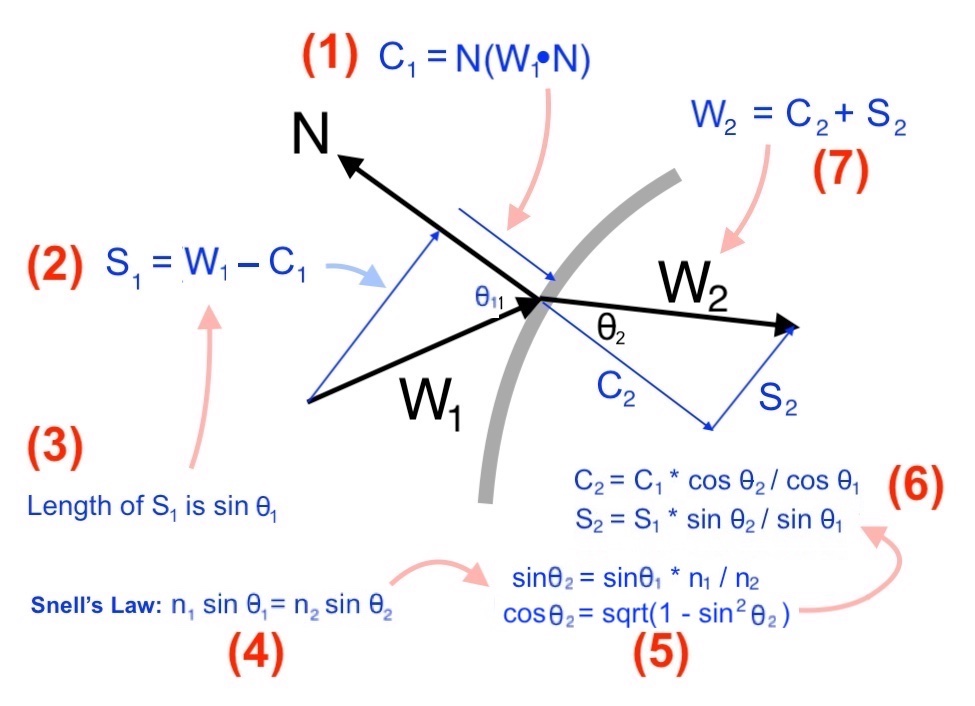 (1) C₁ = N(W₁•N)
W₂ = C₂ + S₂
(7)
N
(2) S₁ = W₁ – C₁
θ₁₁
W₂
θ₂
W₁
C₂
S₂
(3)
Length of S₁ is sin θ₁
C₂ = C₁ * cos θ₂ / cos θ₁
S₂ = S₁ * sin θ₂ / sin θ₁
(6)
Snell's Law: n₁ sin θ₁= n₂ sin θ₂
(4)
sinθ₂ = sinθ₁ * n₁ / n₂
cosθ₂ = sqrt(1 - sin²θ₂)
(5)